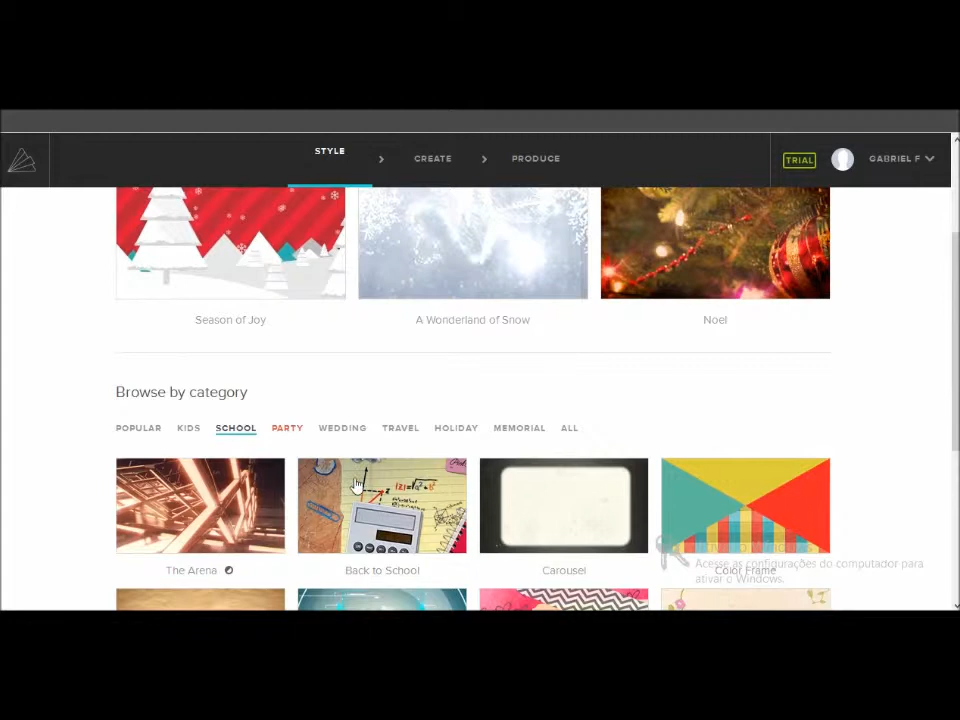 STYLE
CREATE
PRODUCE
TRIAL
GABRIEL F
Season of Joy
A Wonderland of Snow
Noel
Browse by category
POPULAR KIDS SCHOOL PARTY WEDDING TRAVEL HOLIDAY MEMORIAL ALL
The Arena
Back to School
Carousel
Color Frame
Acesse as configurações do computador para
ativar o Windows.